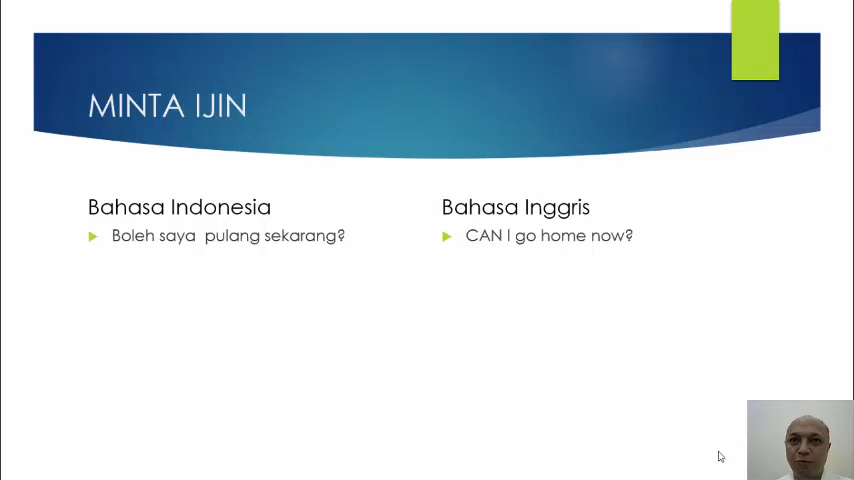 MINTA IJIN
Bahasa Indonesia
Boleh saya pulang sekarang?
Bahasa Inggris
CAN I go home now?